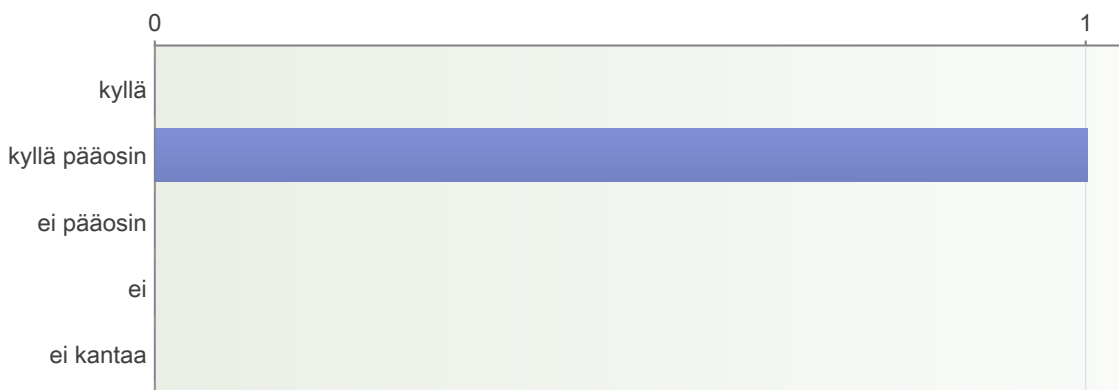 0 1
kyllä
kyllä pääosin
ei pääosin
ei
ei kantaa